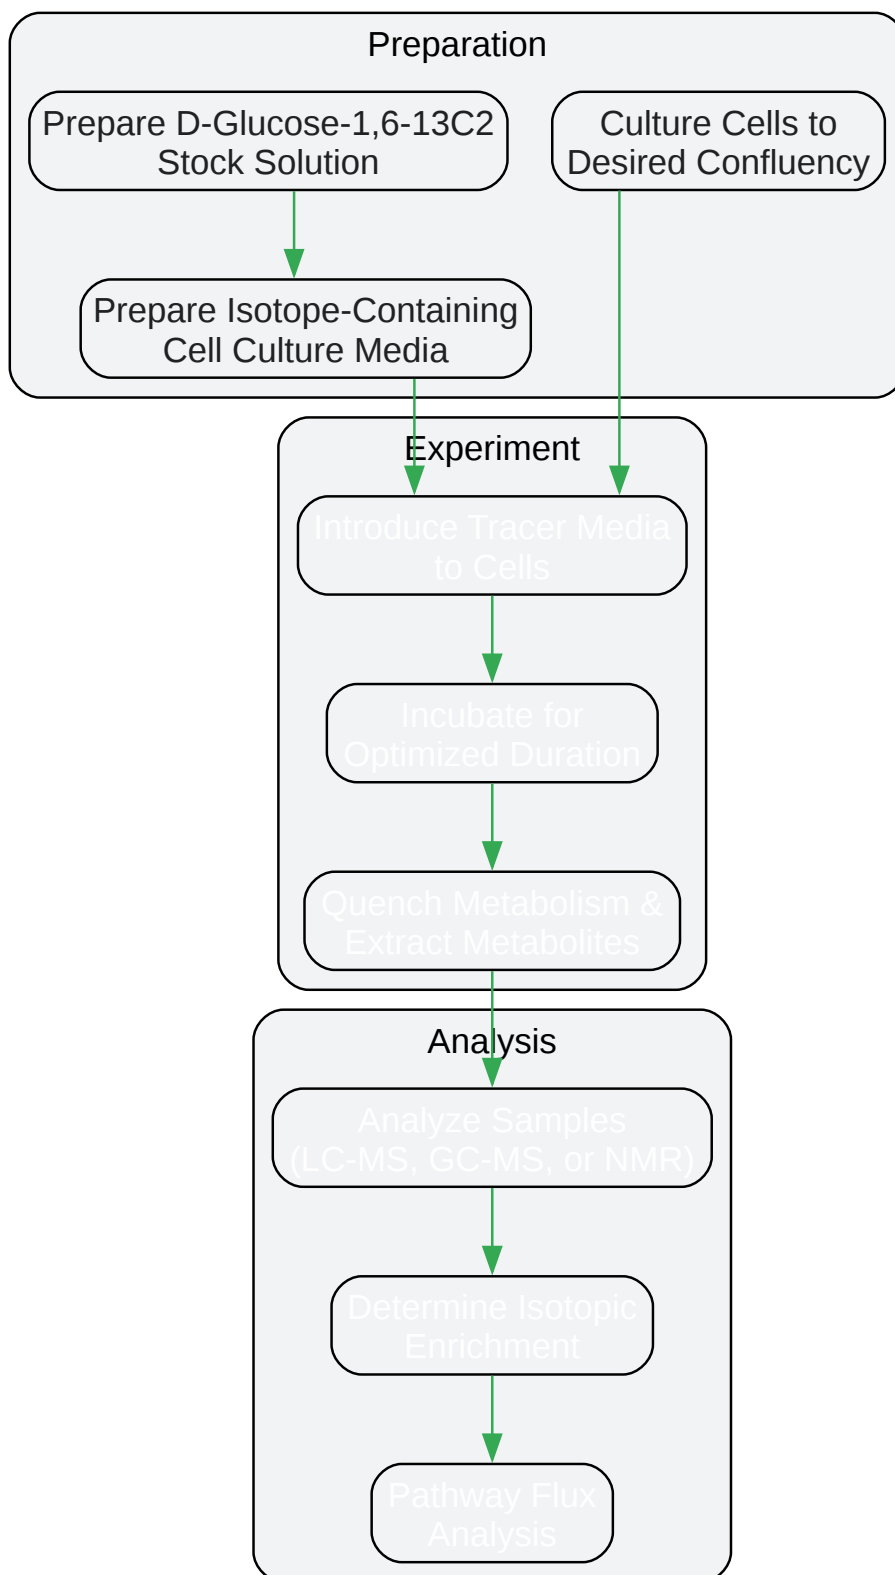 Preparation
Prepare D-Glucose-1,6-13C2
Stock Solution
Culture Cells to
Desired Confluency
Prepare Isotope-Containing
Cell Culture Media
Experiment
Introduce Tracer Media
to Cells
Incubate for
Optimized Duration
Quench Metabolism &
Extract Metabolites
Analysis
Analyze Samples
(LC-MS, GC-MS, or NMR)
Determine Isotopic
Enrichment
Pathway Flux
Analysis